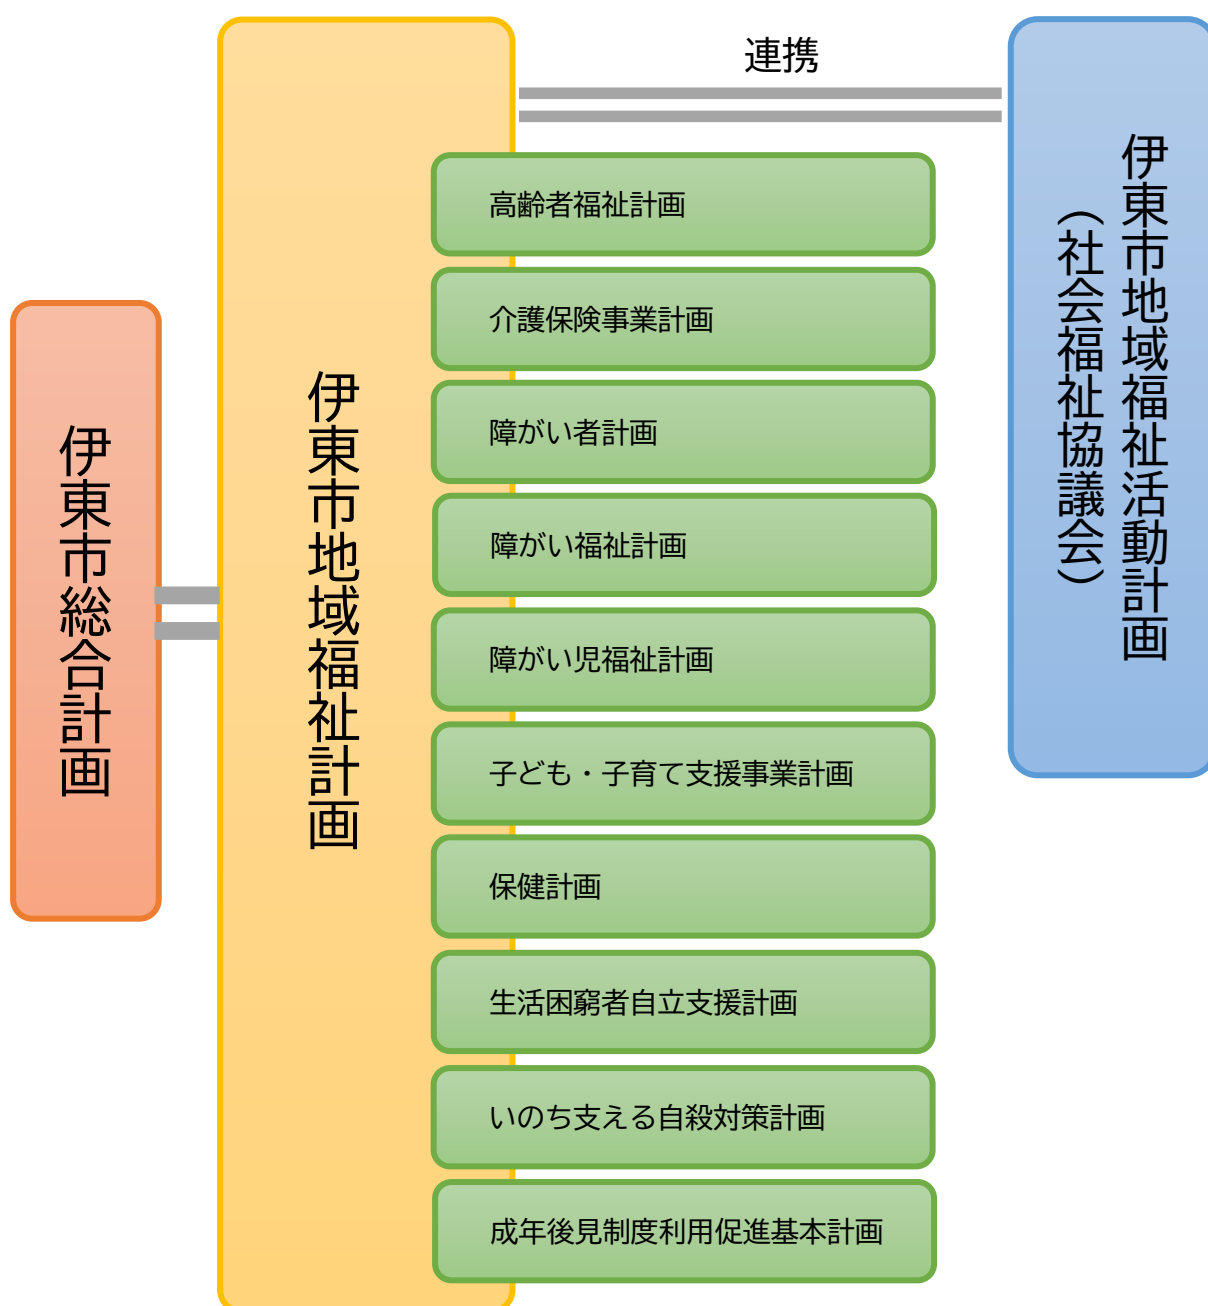 伊東市総合計画
伊東市地域福祉計画
連携
高齢者福祉計画
介護保険事業計画
障がい者計画
障がい福祉計画
障がい児福祉計画
子ども・子育て支援事業計画
保健計画
生活困窮者自立支援計画
いのち支える自殺対策計画
成年後見制度利用促進基本計画
伊東市地域福祉活動計画
（社会福祉協議会）